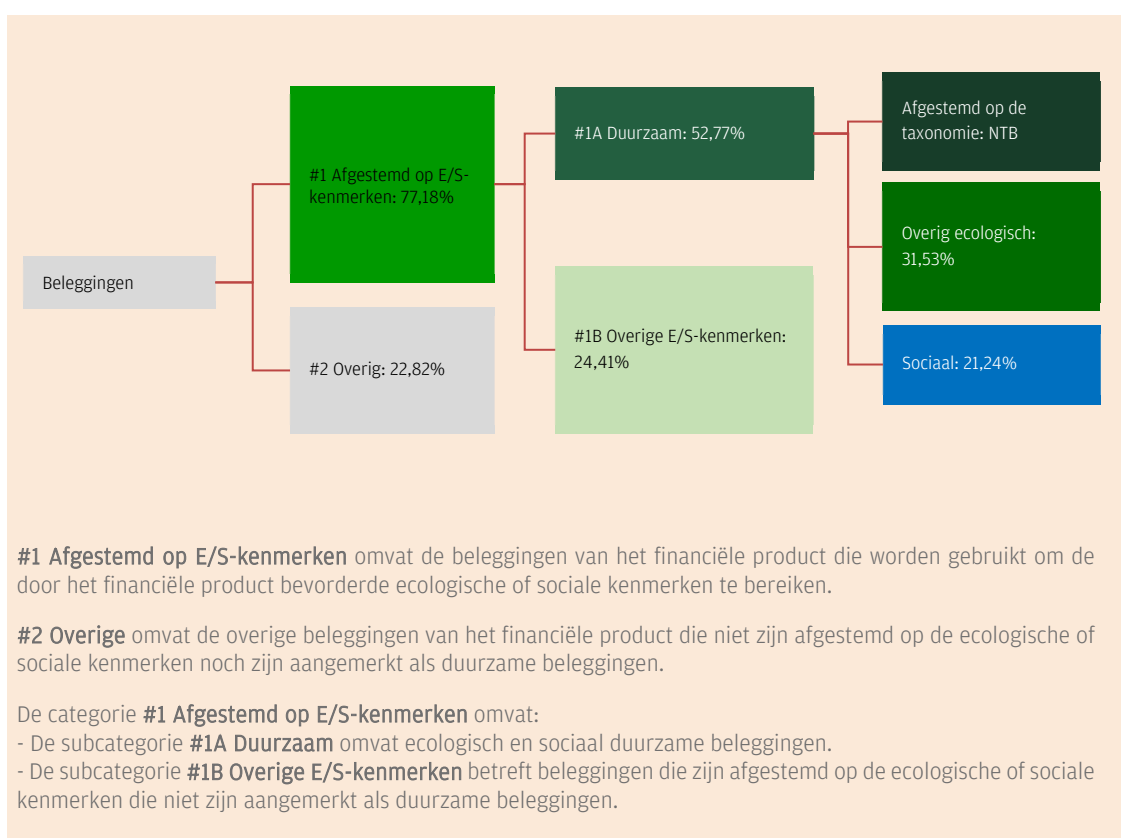 Beleggingen
#1 Afgestemd op E/S-
kenmerken: 77,18%
#2 Overig: 22,82%
#1A Duurzaam: 52,77%
#1B Overige E/S-kenmerken:
24,41%
Afgestemd op de
taxonomie: NTB
Overig ecologisch:
31,53%
Sociaal: 21,24%
#1 Afgestemd op E/S-kenmerken omvat de beleggingen van het financiële product die worden gebruikt om de
door het financiële product bevorderde ecologische of sociale kenmerken te bereiken.
#2 Overige omvat de overige beleggingen van het financiële product die niet zijn afgestemd op de ecologische of
sociale kenmerken noch zijn aangemerkt als duurzame beleggingen.
De categorie #1 Afgestemd op E/S-kenmerken omvat:
- De subcategorie #1A Duurzaam omvat ecologisch en sociaal duurzame beleggingen.
- De subcategorie #1B Overige E/S-kenmerken betreft beleggingen die zijn afgestemd op de ecologische of sociale
kenmerken die niet zijn aangemerkt als duurzame beleggingen.